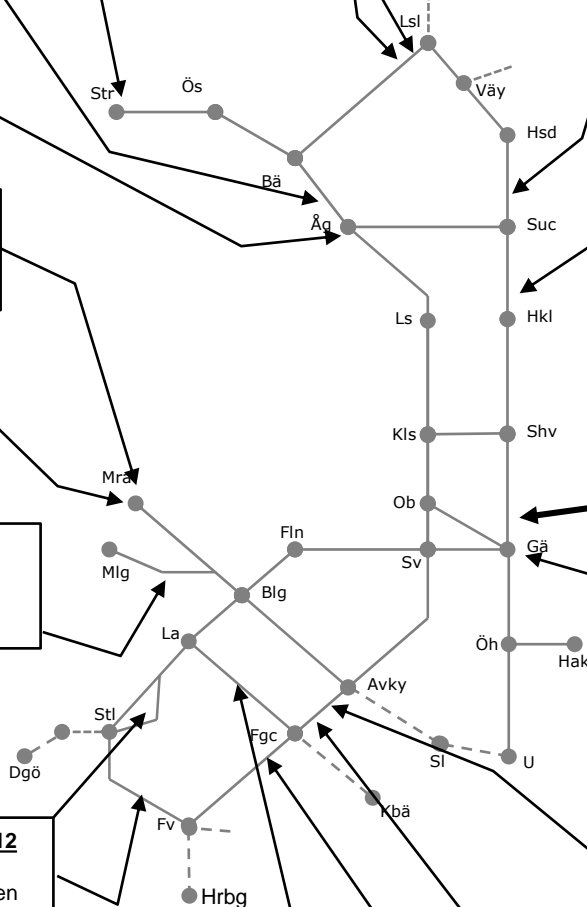 Lsl
Väy
Str
Ös
Hsd
Bä
Åg
Suc
Ls
Hkl
Kls
Shv
Mra
Ob
Fln
Sv
Gä
Mlg
Blg
La
Öh
Hak
Avky
Stl
Fgc
Sl
U
Dgö
Kbä
Fv
12
en
Hrbg